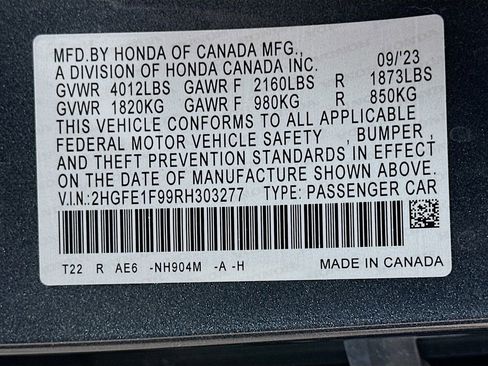 MFD.BY HONDA OF CANADA MFG.,
A DIVISION OF HONDA CANADA INC. 09/'23
GVWR 4012LBS GAWR F 2160LBS R 1873LBS
GVWR 1820KG GAWR F 980KG R 850KG
THIS VEHICLE CONFORMS TO ALL APPLICABLE
FEDERAL MOTOR VEHICLE SAFETY , BUMPER ,
AND THEFT PREVENTION STANDARDS IN EFFECT
ON THE DATE OF MANUFACTURE SHOWN ABOVE.
V.I.N.:2HGFE1F99RH303277 TYPE: PASSENGER CAR
T22 R AE6 -NH904M -A -H MADE IN CANADA